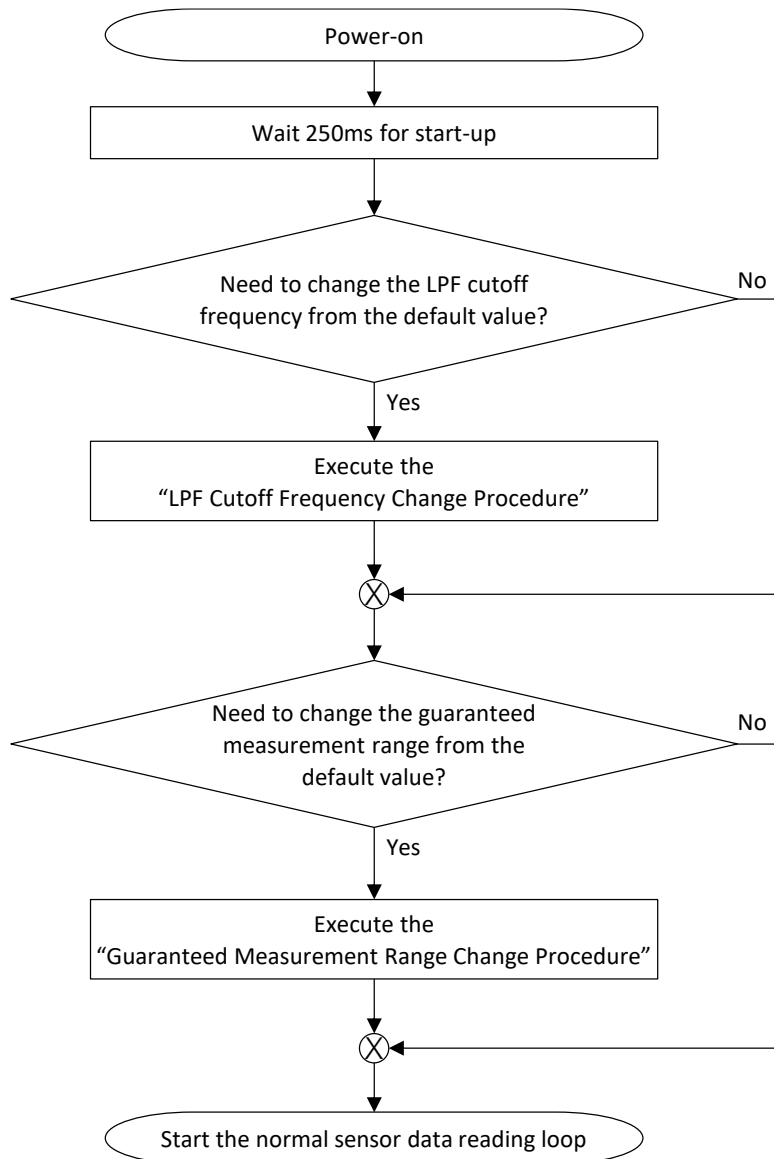 Power-on
Wait 250ms for start-up
Need to change the LPF cutoff
frequency from the default value?
No
Yes
Execute the
“LPF Cutoff Frequency Change Procedure”
X
Need to change the guaranteed
measurement range from the
default value?
No
Yes
Execute the
“Guaranteed Measurement Range Change Procedure”
X
Start the normal sensor data reading loop